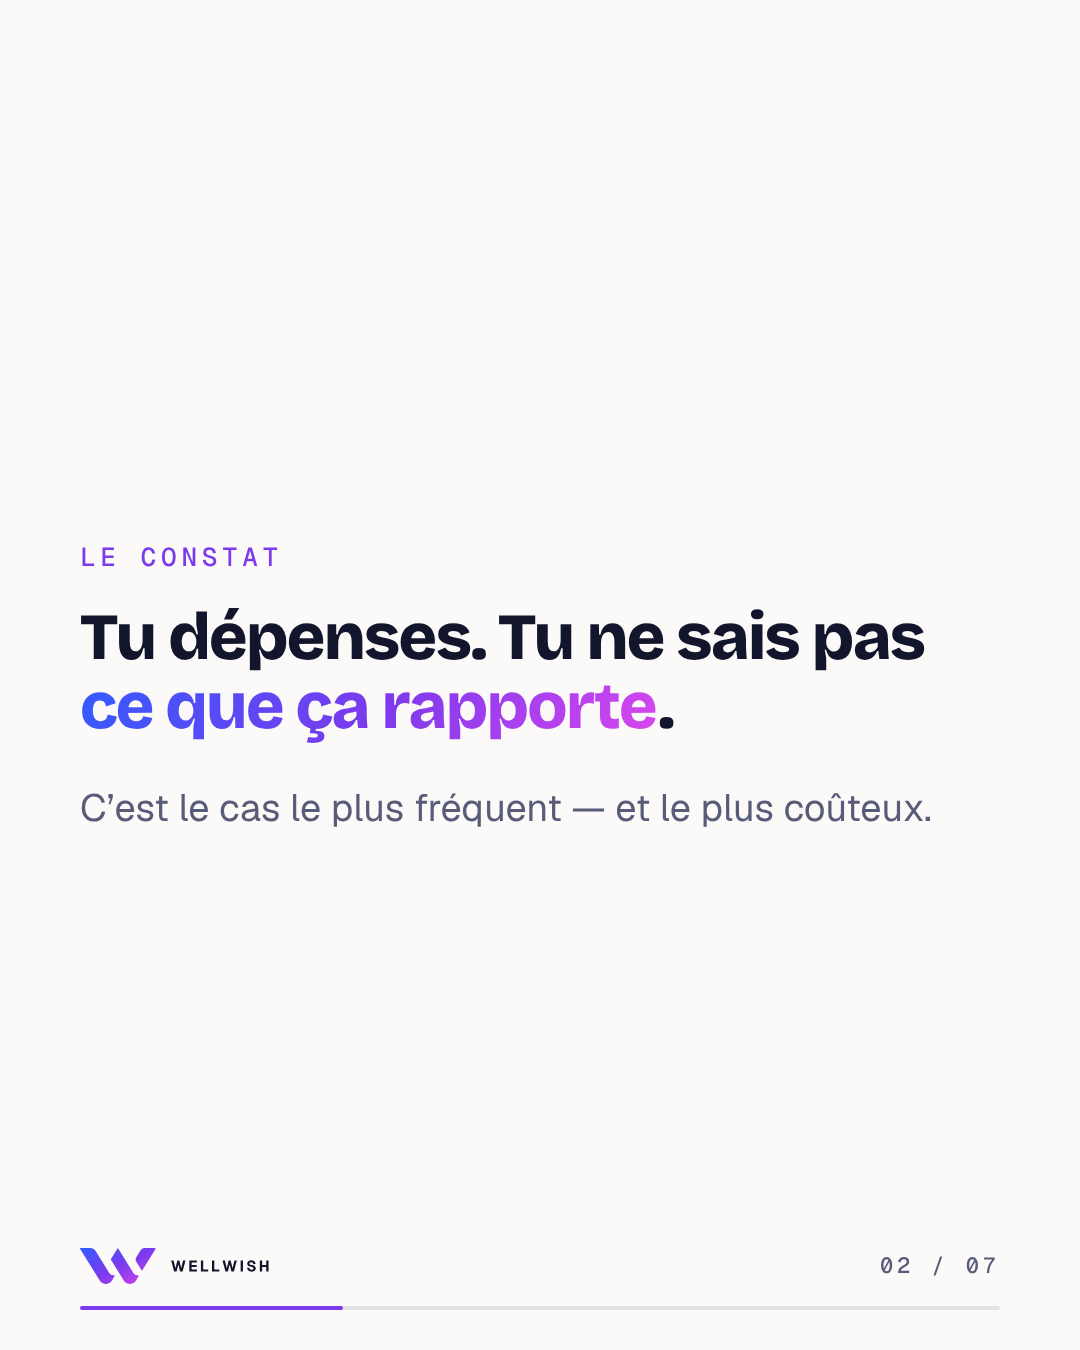 LE CONSTAT
Tu dépenses. Tu ne sais pas
ce que ça rapporte.
C’est le cas le plus fréquent — et le plus coûteux.
WELLWISH
02 / 07